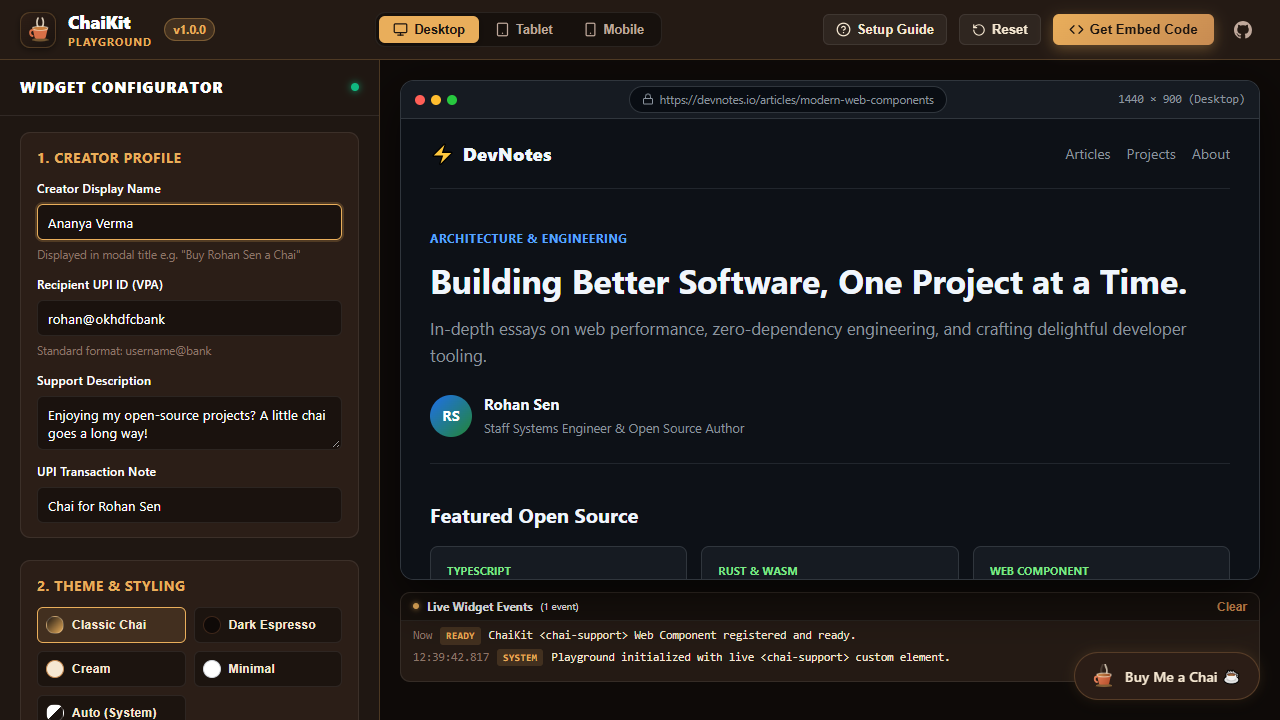 ChaiKit
PLAYGROUND
v1.0.0
Desktop
Tablet
Mobile
Setup Guide
Reset
Get Embed Code
WIDGET CONFIGURATOR
1. CREATOR PROFILE
Creator Display Name
Ananya Verma
Displayed in modal title e.g. "Buy Rohan Sen a Chai"
Recipient UPI ID (VPA)
rohan@okhdfcbank
Standard format: username@bank
Support Description
Enjoying my open-source projects? A little chai
goes a long way!
UPI Transaction Note
Chai for Rohan Sen
2. THEME & STYLING
Classic Chai
Dark Espresso
Cream
Minimal
Auto (System)
https://devnotes.io/articles/modern-web-components
1440 × 900 (Desktop)
⚡ DevNotes
Articles
Projects
About
ARCHITECTURE & ENGINEERING
Building Better Software, One Project at a Time.
In-depth essays on web performance, zero-dependency engineering, and crafting delightful developer
tooling.
RS
Rohan Sen
Staff Systems Engineer & Open Source Author
Featured Open Source
TYPESCRIPT
RUST & WASM
WEB COMPONENT
Live Widget Events (1 event)
Clear
Now READY ChaiKit <chai-support> Web Component registered and ready.
12:39:42.817 SYSTEM Playground initialized with live <chai-support> custom element.
Buy Me a Chai ☕